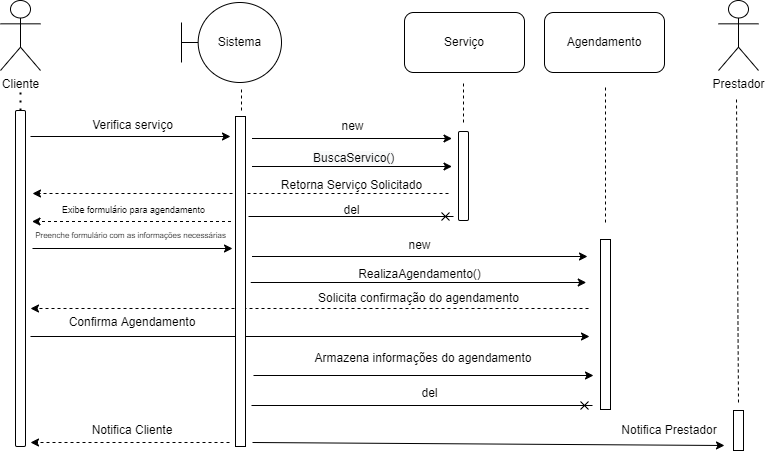 Sistema
Serviço
Agendamento
Cliente
Prestador
Verifica serviço
new
BuscaServico()
Retorna Serviço Solicitado
Exibe formulário para agendamento
del
Preenche formulário com as informações necessárias
new
RealizaAgendamento()
Solicita confirmação do agendamento
Confirma Agendamento
Armazena informações do agendamento
del
Notifica Cliente
Notifica Prestador